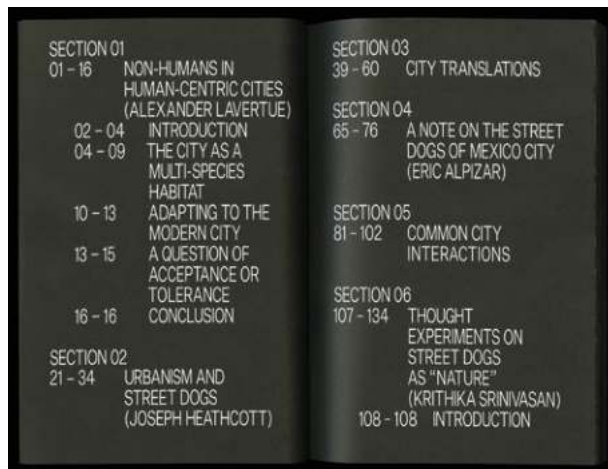 SECTION 01
01 – 16 NON-HUMANS IN
HUMAN-CENTRIC CITIES
(ALEXANDER LAVERTUE)
02 – 04 INTRODUCTION
04 – 09 THE CITY AS A
MULTI-SPECIES
HABITAT
10 – 13 ADAPTING TO THE
MODERN CITY
13 – 15 A QUESTION OF
ACCEPTANCE OR
TOLERANCE
16 – 16 CONCLUSION
SECTION 02
21 – 34 URBANISM AND
STREET DOGS
(JOSEPH HEATHCOTT)
SECTION 03
39 – 60 CITY TRANSLATIONS
SECTION 04
65 – 76 A NOTE ON THE STREET
DOGS OF MEXICO CITY
(ERIC ALPIZAR)
SECTION 05
81 – 102 COMMON CITY
INTERACTIONS
SECTION 06
107 – 134 THOUGHT
EXPERIMENTS ON
STREET DOGS
AS "NATURE"
(KRITHIKA SRINIVASAN)
108 – 108 INTRODUCTION